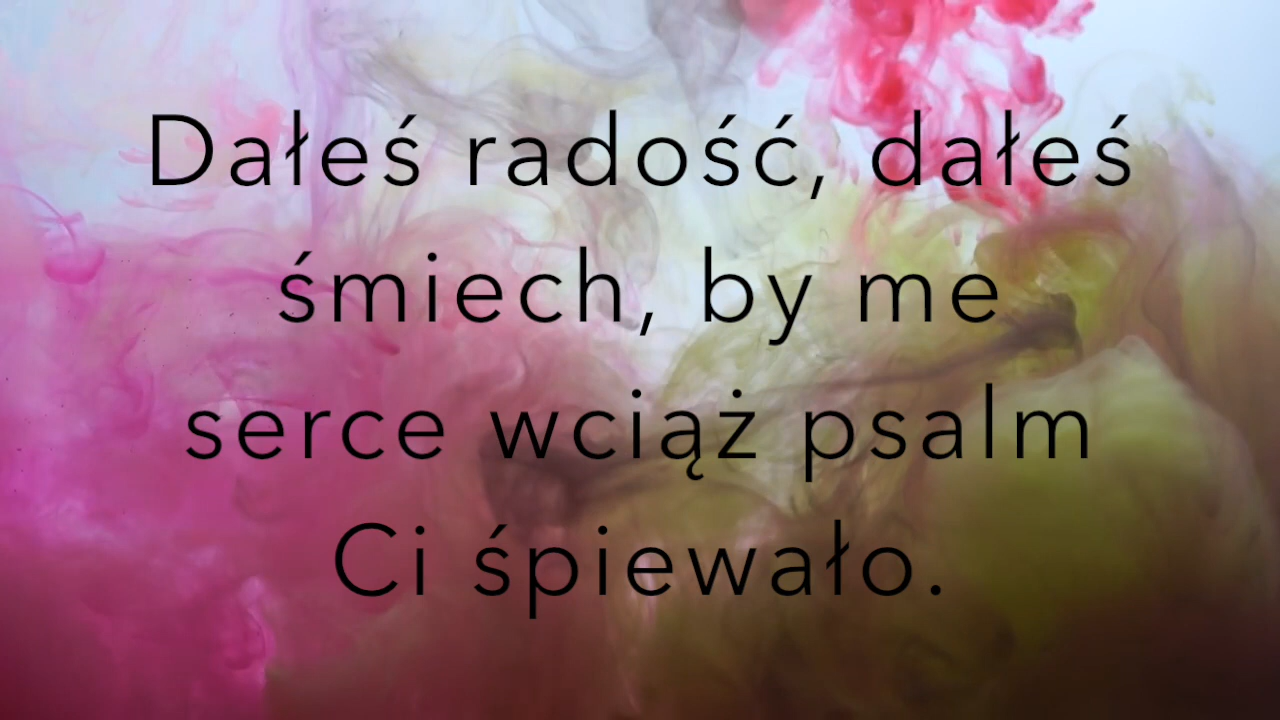 Dałeś radość, dałeś
śmiech, by me
serce wciąż psalm
Ci śpiewało.